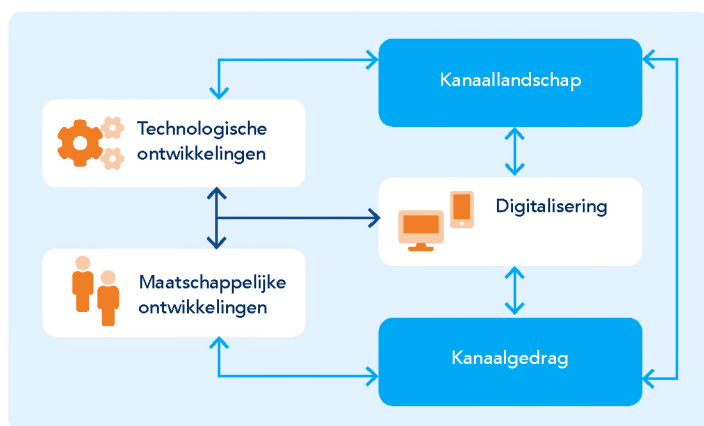 Kanaallandschap
Technologische
ontwikkelingen
Digitalisering
Maatschappelijke
ontwikkelingen
Kanaalgedrag